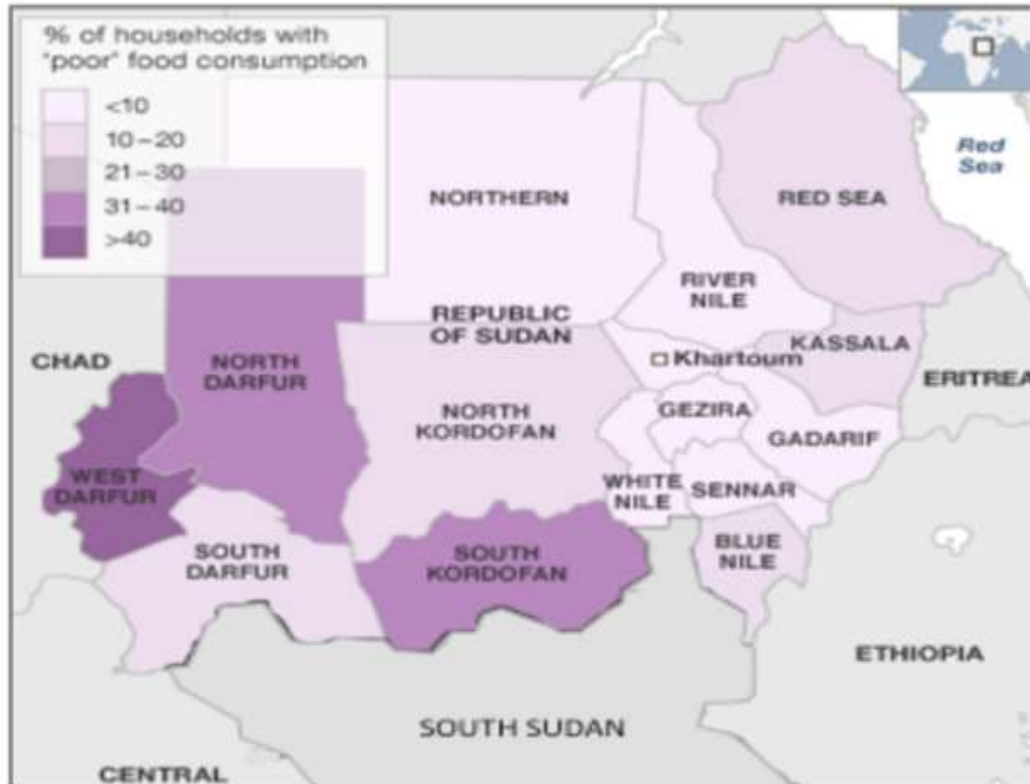 % of households with
'poor' food consumption
<10
10–20
21–30
31–40
>40
Red
Sea
NORTHERN
RED SEA
RIVER
NILE
REPUBLIC
OF SUDAN
KASSALA
CHAD
NORTH
DARFUR
Khartoum
ERITREA
NORTH
KORDOFAN
GEZIRA
GADARIF
WEST
DARFUR
WHITE
NILE
SENNAR
SOUTH
DARFUR
SOUTH
KORDOFAN
BLUE
NILE
ETHIOPIA
SOUTH SUDAN
CENTRAL